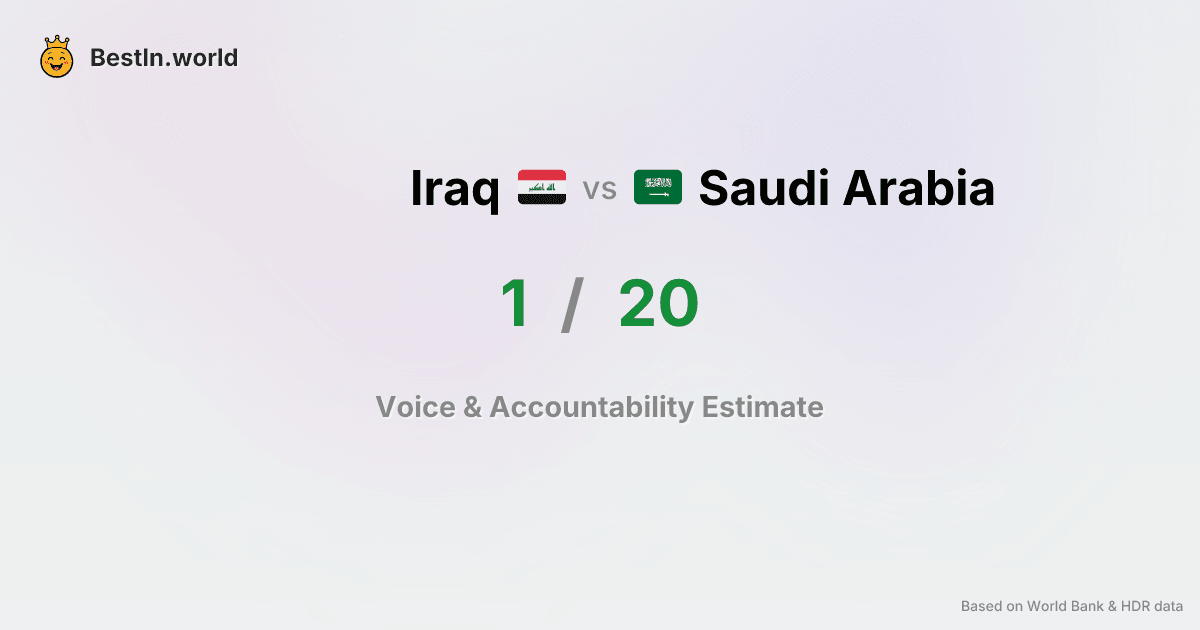 BestIn.world
Iraq vs Saudi Arabia
1 / 20
Voice & Accountability Estimate
Based on World Bank & HDR data